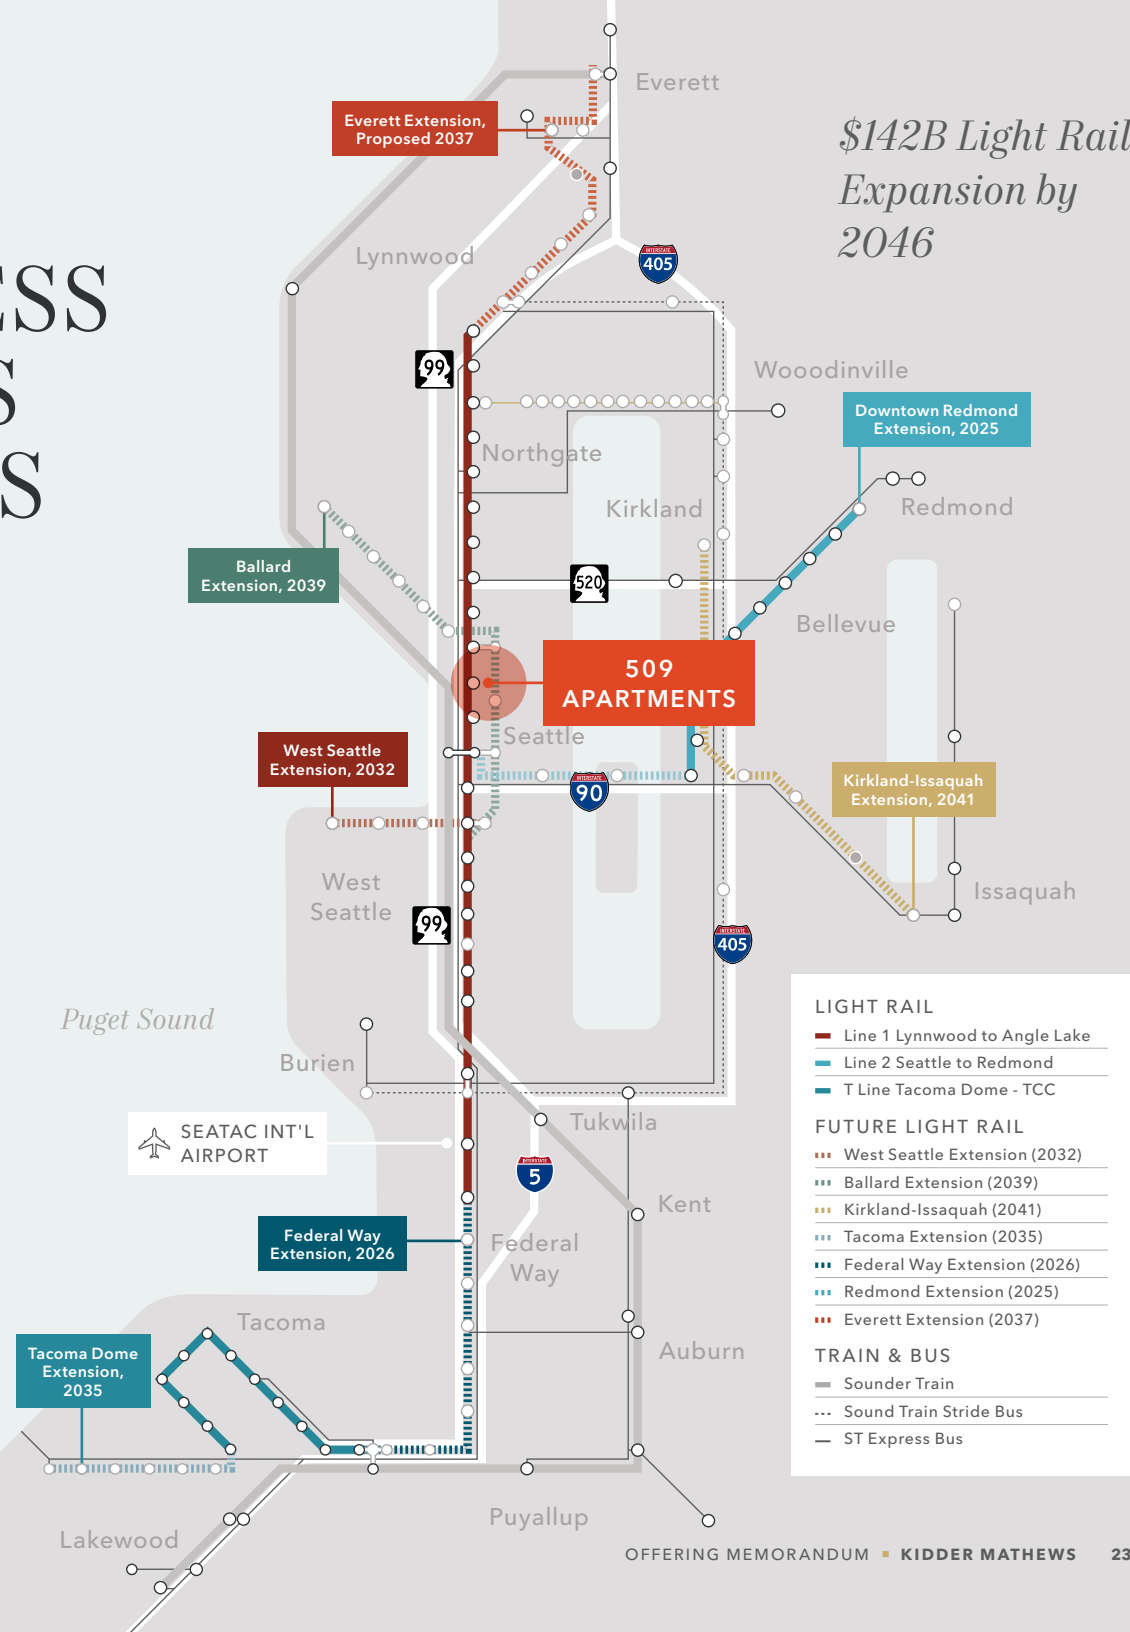 ESS
S
S
$142B Light Rail
Expansion by
2046
Everett
Everett Extension,
Proposed 2037
Lynnwood
INTERSTATE
405
99
Wooodinville
Downtown Redmond
Extension, 2025
Northgate
Kirkland
Redmond
Ballard
Extension, 2039
520
Bellevue
509
APARTMENTS
Seattle
West Seattle
Extension, 2032
INTERSTATE
90
Kirkland-Issaquah
Extension, 2041
West
Seattle
99
Issaquah
INTERSTATE
405
Puget Sound
Burien
Tukwila
SEATAC INT'L
AIRPORT
INTERSTATE
5
Kent
Federal Way
Extension, 2026
Federal
Way
Tacoma
Auburn
Tacoma Dome
Extension,
2035
Puyallup
Lakewood
LIGHT RAIL
Line 1 Lynnwood to Angle Lake
Line 2 Seattle to Redmond
T Line Tacoma Dome - TCC
FUTURE LIGHT RAIL
West Seattle Extension (2032)
Ballard Extension (2039)
Kirkland-Issaquah (2041)
Tacoma Extension (2035)
Federal Way Extension (2026)
Redmond Extension (2025)
Everett Extension (2037)
TRAIN & BUS
Sounder Train
Sound Train Stride Bus
ST Express Bus
OFFERING MEMORANDUM ▪ KIDDER MATHEWS 23